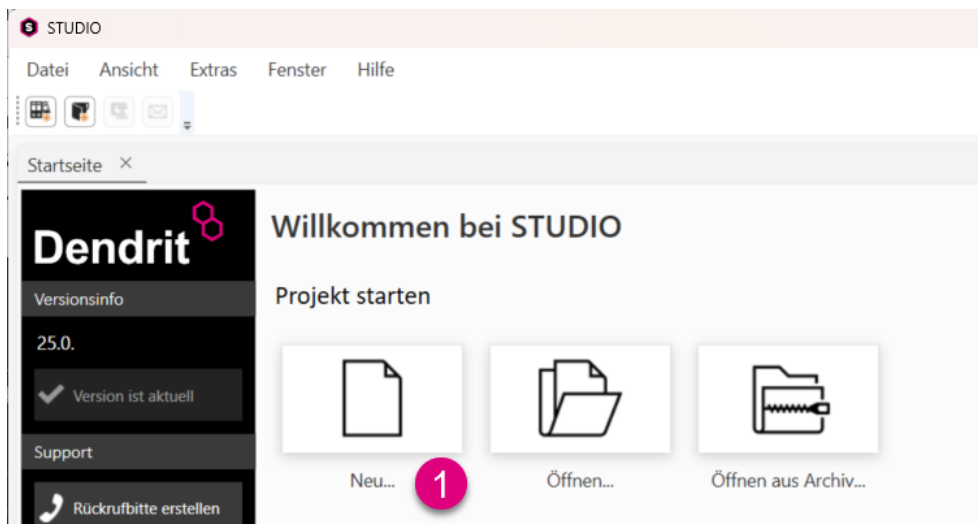 STUDIO
Datei Ansicht Extras Fenster Hilfe
Startseite
Dendrit
Versionsinfo
25.0.
Version ist aktuell
Support
Rückrufbitte erstellen
Willkommen bei STUDIO
Projekt starten
Neu... 1 Öffnen... Öffnen aus Archiv...